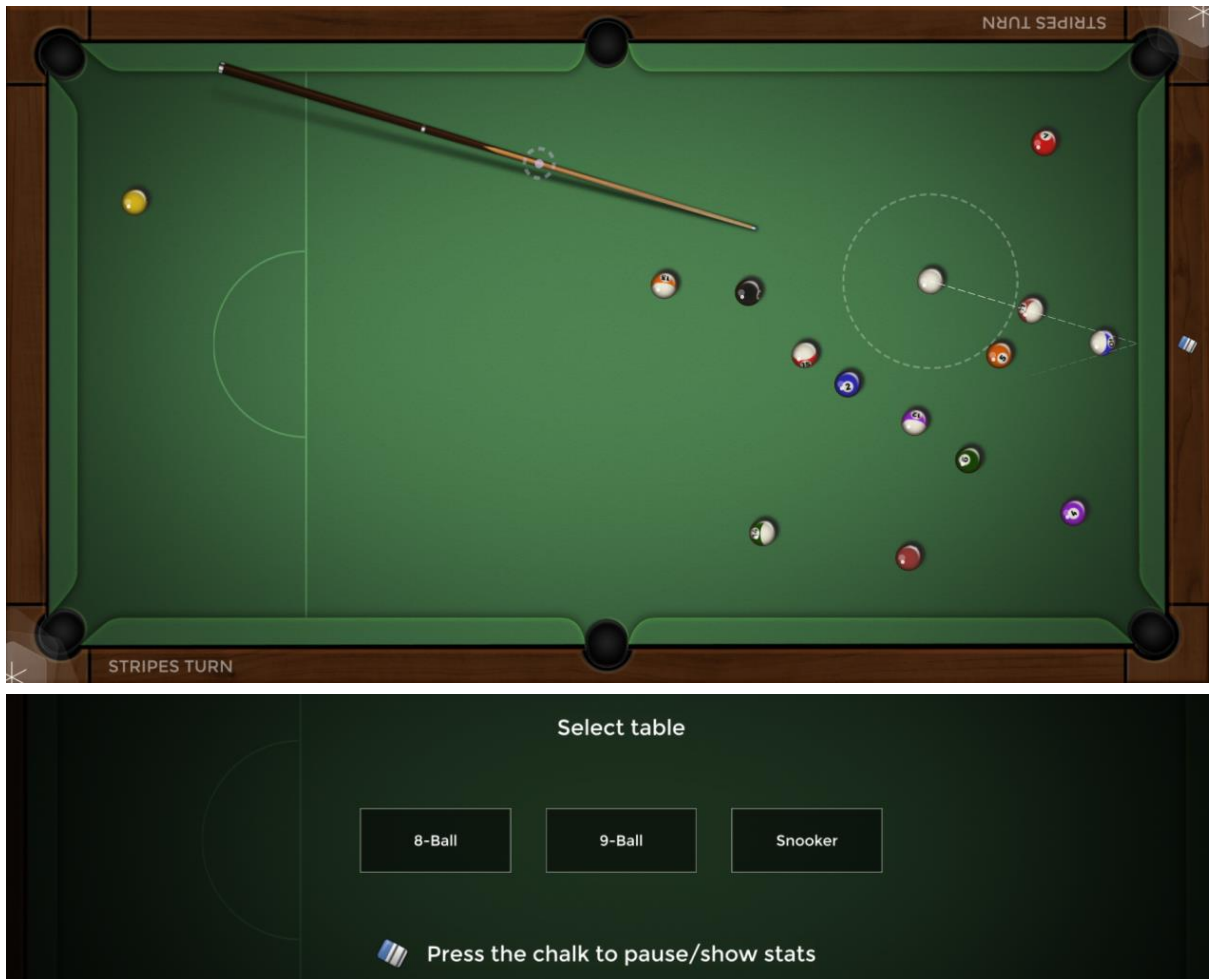 STRIPES TURN
STRIPES TURN
Select table
8-Ball
9-Ball
Snooker
Press the chalk to pause/show stats